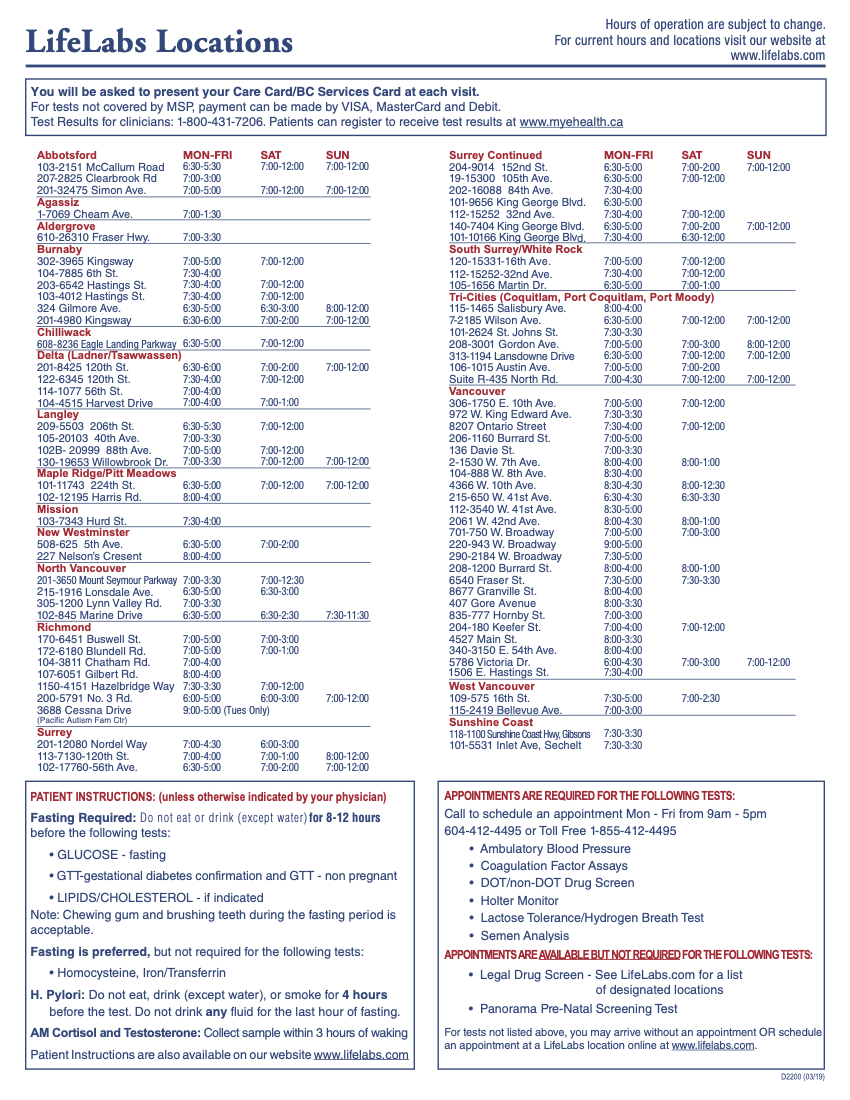 LifeLabs Locations
Hours of operation are subject to change.
For current hours and locations visit our website at
www.lifelabs.com
You will be asked to present your Care Card/BC Services Card at each visit.
For tests not covered by MSP, payment can be made by VISA, MasterCard and Debit.
Test Results for clinicians: 1-800-431-7206. Patients can register to receive test results at www.myehealth.ca
Abbotsford MON-FRI SAT SUN
103-2151 McCallum Road 6:30-5:30 7:00-12:00 7:00-12:00
207-2825 Clearbrook Rd 7:00-3:00
201-32475 Simon Ave. 7:00-5:00 7:00-12:00 7:00-12:00
Agassiz
1-7069 Cheam Ave. 7:00-1:30
Aldergrove
610-26310 Fraser Hwy. 7:00-3:30
Burnaby
302-3965 Kingsway 7:00-5:00 7:00-12:00
104-7885 6th St. 7:30-4:00
203-6542 Hastings St. 7:30-4:00 7:00-12:00
103-4012 Hastings St. 7:30-4:00 7:00-12:00
324 Gilmore Ave. 6:30-5:00 6:30-3:00 8:00-12:00
201-4980 Kingsway 6:30-6:00 7:00-2:00 7:00-12:00
Chilliwack
608-8236 Eagle Landing Parkway 6:30-5:00 7:00-12:00
Delta (Ladner/Tsawwassen)
201-8425 120th St. 6:30-6:00 7:00-2:00 7:00-12:00
122-6345 120th St. 7:30-4:00 7:00-12:00
114-1077 56th St. 7:00-4:00
104-4515 Harvest Drive 7:00-4:00 7:00-1:00
Langley
209-5503 206th St. 6:30-5:30 7:00-12:00
105-20103 40th Ave. 7:00-3:30
102B- 20999 88th Ave. 7:00-5:00 7:00-12:00
130-19653 Willowbrook Dr. 7:00-3:30 7:00-12:00 7:00-12:00
Maple Ridge/Pitt Meadows
101-11743 224th St. 6:30-5:00 7:00-12:00 7:00-12:00
102-12195 Harris Rd. 8:00-4:00
Mission
103-7343 Hurd St. 7:30-4:00
New Westminster
508-625 5th Ave. 6:30-5:00 7:00-2:00
227 Nelson's Cresent 8:00-4:00
North Vancouver
201-3650 Mount Seymour Parkway 7:00-3:30 7:00-12:30
215-1916 Lonsdale Ave. 6:30-5:00 6:30-3:00
305-1200 Lynn Valley Rd. 7:00-3:30
102-845 Marine Drive 6:30-5:00 6:30-2:30 7:30-11:30
Richmond
170-6451 Buswell St. 7:00-5:00 7:00-3:00
172-6180 Blundell Rd. 7:00-5:00 7:00-1:00
104-3811 Chatham Rd. 7:00-4:00
107-6051 Gilbert Rd. 8:00-4:00
1150-4151 Hazelbridge Way 7:30-3:30 7:00-12:00
200-5791 No. 3 Rd. 6:00-5:00 6:00-3:00 7:00-12:00
3688 Cessna Drive 9:00-5:00 (Tues Only)
(Pacific Autism Fam Ctr)
Surrey
201-12080 Nordel Way 7:00-4:30 6:00-3:00
113-7130-120th St. 7:00-4:00 7:00-1:00 8:00-12:00
102-17760-56th Ave. 6:30-5:00 7:00-2:00 7:00-12:00
Surrey Continued MON-FRI SAT SUN
204-9014 152nd St. 6:30-5:00 7:00-2:00 7:00-12:00
19-15300 105th Ave. 6:30-5:00 7:00-12:00
202-16088 84th Ave. 7:30-4:00
101-9656 King George Blvd. 6:30-5:00
112-15252 32nd Ave. 7:30-4:00 7:00-12:00
140-7404 King George Blvd. 6:30-5:00 7:00-2:00 7:00-12:00
101-10166 King George Blvd. 7:30-4:00 6:30-12:00
South Surrey/White Rock
120-15331-16th Ave. 7:00-5:00 7:00-12:00
112-15252-32nd Ave. 7:30-4:00 7:00-12:00
105-1656 Martin Dr. 6:30-5:00 7:00-1:00
Tri-Cities (Coquitlam, Port Coquitlam, Port Moody)
115-1465 Salisbury Ave. 8:00-4:00
7-2185 Wilson Ave. 6:30-5:00 7:00-12:00 7:00-12:00
101-2624 St. Johns St. 7:30-3:30
208-3001 Gordon Ave. 7:00-5:00 7:00-3:00 8:00-12:00
313-1194 Lansdowne Drive 6:30-5:00 7:00-12:00 7:00-12:00
106-1015 Austin Ave. 7:00-5:00 7:00-2:00
Suite R-435 North Rd. 7:00-4:30 7:00-12:00 7:00-12:00
Vancouver
306-1750 E. 10th Ave. 7:00-5:00 7:00-12:00
972 W. King Edward Ave. 7:30-3:30
8207 Ontario Street 7:30-4:00 7:00-12:00
206-1160 Burrard St. 7:00-5:00
136 Davie St. 7:00-3:30
2-1530 W. 7th Ave. 8:00-4:00 8:00-1:00
104-888 W. 8th Ave. 8:00-4:30
4366 W. 10th Ave. 8:30-4:30 8:00-12:30
215-650 W. 41st Ave. 6:30-4:30 6:30-3:30
112-3540 W. 41st Ave. 8:30-5:00
2061 W. 42nd Ave. 8:00-4:30 8:00-1:00
701-750 W. Broadway 7:00-5:00 7:00-3:00
220-943 W. Broadway 9:00-5:00
290-2184 W. Broadway 7:30-5:00
208-1200 Burrard St. 8:00-4:00 8:00-1:00
6540 Fraser St. 7:30-5:00 7:30-3:30
8677 Granville St. 8:00-4:00
407 Gore Avenue 8:00-3:30
835-777 Hornby St. 7:00-3:00
204-180 Keefer St. 7:00-4:00 7:00-12:00
4527 Main St. 8:00-3:30
340-3150 E. 54th Ave. 8:00-4:00
5786 Victoria Dr. 6:00-4:30 7:00-3:00 7:00-12:00
1506 E. Hastings St. 7:30-4:00
West Vancouver
109-575 16th St. 7:30-5:00 7:00-2:30
115-2419 Bellevue Ave. 7:00-3:00
Sunshine Coast
118-1100 Sunshine Coast Hwy, Gibsons 7:30-3:30
101-5531 Inlet Ave, Sechelt 7:30-3:30
PATIENT INSTRUCTIONS: (unless otherwise indicated by your physician)
Fasting Required: Do not eat or drink (except water) for 8-12 hours
before the following tests:
• GLUCOSE - fasting
• GTT-gestational diabetes confirmation and GTT - non pregnant
• LIPIDS/CHOLESTEROL - if indicated
Note: Chewing gum and brushing teeth during the fasting period is
acceptable.
Fasting is preferred, but not required for the following tests:
• Homocysteine, Iron/Transferrin
H. Pylori: Do not eat, drink (except water), or smoke for 4 hours
before the test. Do not drink any fluid for the last hour of fasting.
AM Cortisol and Testosterone: Collect sample within 3 hours of waking
Patient Instructions are also available on our website www.lifelabs.com
APPOINTMENTS ARE REQUIRED FOR THE FOLLOWING TESTS:
Call to schedule an appointment Mon - Fri from 9am - 5pm
604-412-4495 or Toll Free 1-855-412-4495
• Ambulatory Blood Pressure
• Coagulation Factor Assays
• DOT/non-DOT Drug Screen
• Holter Monitor
• Lactose Tolerance/Hydrogen Breath Test
• Semen Analysis
APPOINTMENTS ARE AVAILABLE BUT NOT REQUIRED FOR THE FOLLOWING TESTS:
• Legal Drug Screen - See LifeLabs.com for a list
of designated locations
• Panorama Pre-Natal Screening Test
For tests not listed above, you may arrive without an appointment OR schedule
an appointment at a LifeLabs location online at www.lifelabs.com.
D2200 (03/19)